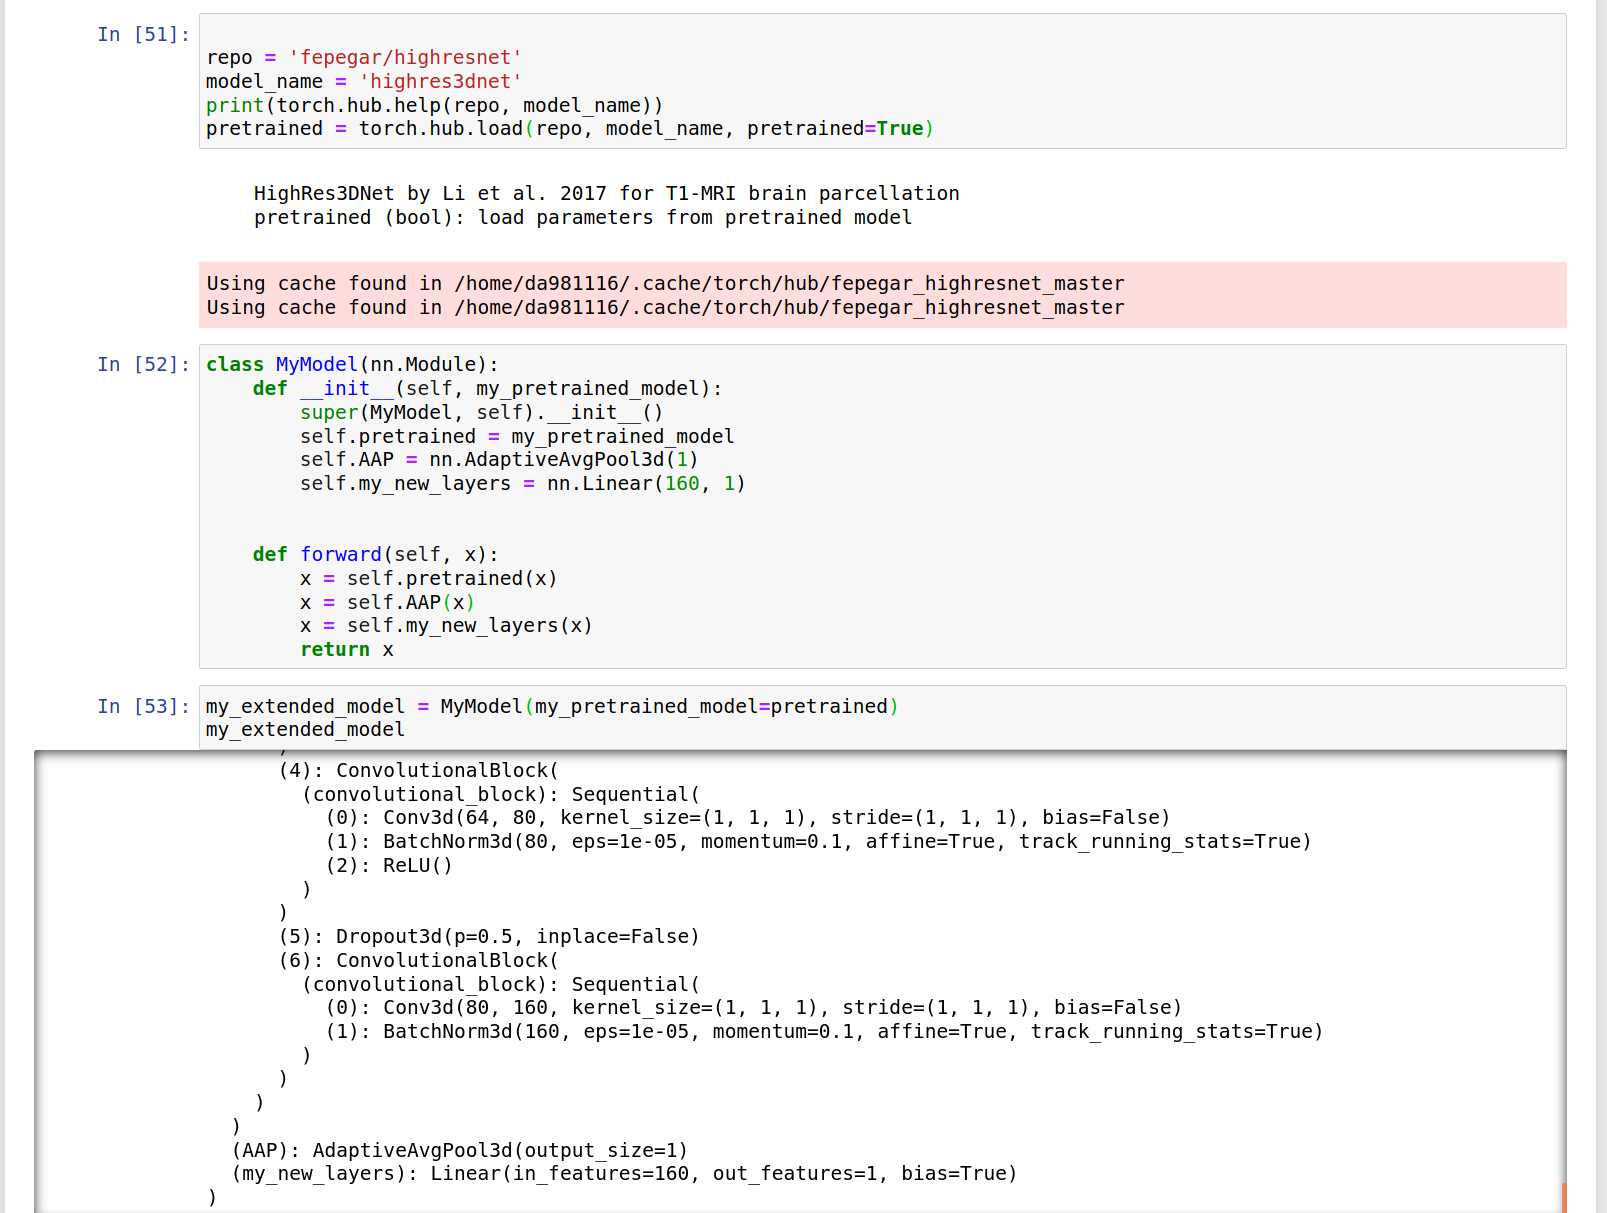 In [51]:
repo = 'fepegar/highresnet'
model_name = 'highres3dnet'
print(torch.hub.help(repo, model_name))
pretrained = torch.hub.load(repo, model_name, pretrained=True)
HighRes3DNet by Li et al. 2017 for T1-MRI brain parcellation
pretrained (bool): load parameters from pretrained model
Using cache found in /home/da981116/.cache/torch/hub/fepegar_highresnet_master
Using cache found in /home/da981116/.cache/torch/hub/fepegar_highresnet_master
In [52]: class MyModel(nn.Module):
    def __init__(self, my_pretrained_model):
        super(MyModel, self).__init__()
        self.pretrained = my_pretrained_model
        self.AAP = nn.AdaptiveAvgPool3d(1)
        self.my_new_layers = nn.Linear(160, 1)
    def forward(self, x):
        x = self.pretrained(x)
        x = self.AAP(x)
        x = self.my_new_layers(x)
        return x
In [53]: my_extended_model = MyModel(my_pretrained_model=pretrained)
my_extended_model
      (4): ConvolutionalBlock(
        (convolutional_block): Sequential(
          (0): Conv3d(64, 80, kernel_size=(1, 1, 1), stride=(1, 1, 1), bias=False)
          (1): BatchNorm3d(80, eps=1e-05, momentum=0.1, affine=True, track_running_stats=True)
          (2): ReLU()
        )
      )
      (5): Dropout3d(p=0.5, inplace=False)
      (6): ConvolutionalBlock(
        (convolutional_block): Sequential(
          (0): Conv3d(80, 160, kernel_size=(1, 1, 1), stride=(1, 1, 1), bias=False)
          (1): BatchNorm3d(160, eps=1e-05, momentum=0.1, affine=True, track_running_stats=True)
        )
      )
    )
  )
  (AAP): AdaptiveAvgPool3d(output_size=1)
  (my_new_layers): Linear(in_features=160, out_features=1, bias=True)
)